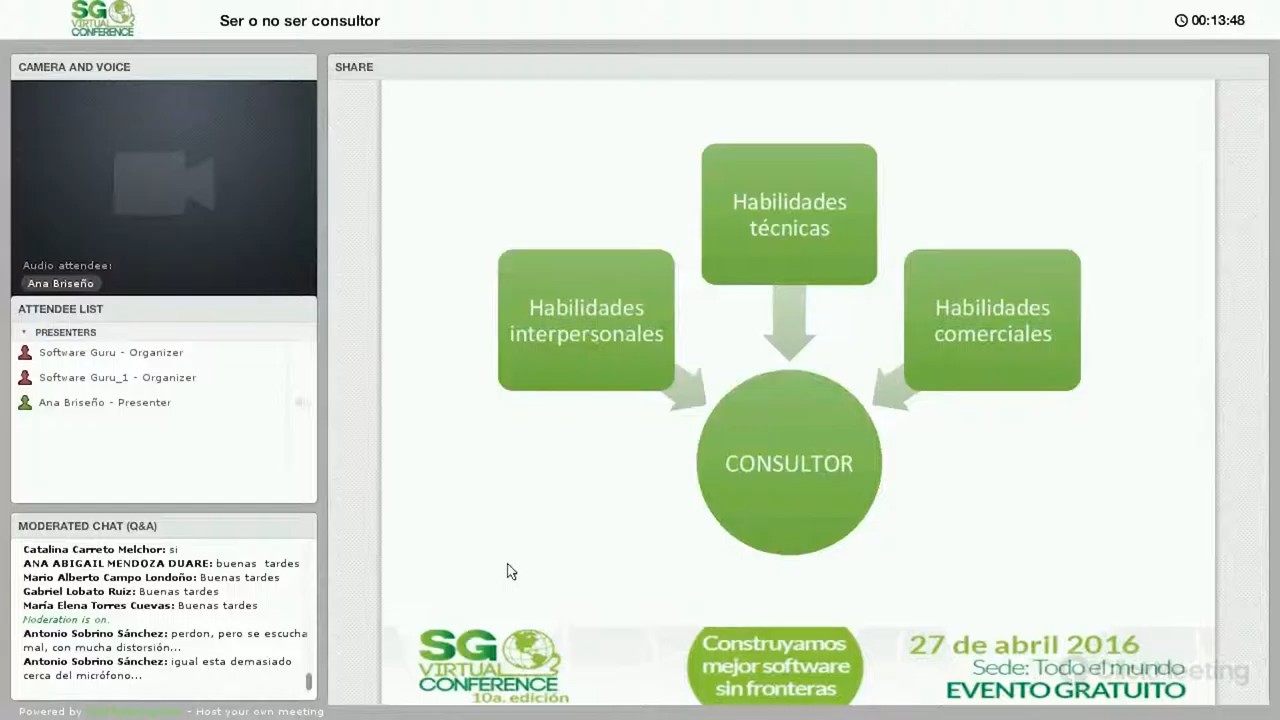 SG
VIRTUAL
CONFERENCE
Ser o no ser consultor
00:13:48
CAMERA AND VOICE
Audio attendee:
Ana Briseño
ATTENDEE LIST
PRESENTERS
Software Guru - Organizer
Software Guru_1 - Organizer
Ana Briseño - Presenter
MODERATED CHAT (Q&A)
Catalina Carreto Melchor: si
ANA ABIGAIL MENDOZA DUARE: buenas tardes
Mario Alberto Campo Londoño: Buenas tardes
Gabriel Lobato Ruiz: Buenas tardes
María Elena Torres Cuevas: Buenas tardes
Moderation is on.
Antonio Sobrino Sánchez: perdon, pero se escucha
mal, con mucha distorsión...
Antonio Sobrino Sánchez: igual esta demasiado
cerca del micrófono...
Powered by
- Host your own meeting
SHARE
Habilidades
técnicas
Habilidades
interpersonales
Habilidades
comerciales
CONSULTOR
SG
VIRTUAL
CONFERENCE
10a. edición
Construyamos
mejor software
sin fronteras
27 de abril 2016
Sede: Todo el mundo
EVENTO GRATUITO